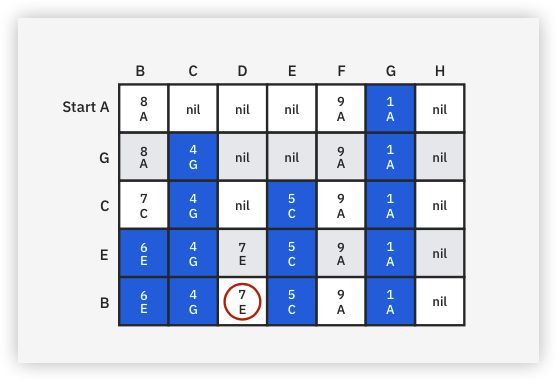 B C D E F G H
Start A 8 A nil nil nil 9 A 1 A nil
G 8 A 4 G nil nil 9 A 1 A nil
C 7 C 4 G nil 5 C 9 A 1 A nil
E 6 E 4 G 7 E 5 C 9 A 1 A nil
B 6 E 4 G 7 E 5 C 9 A 1 A nil